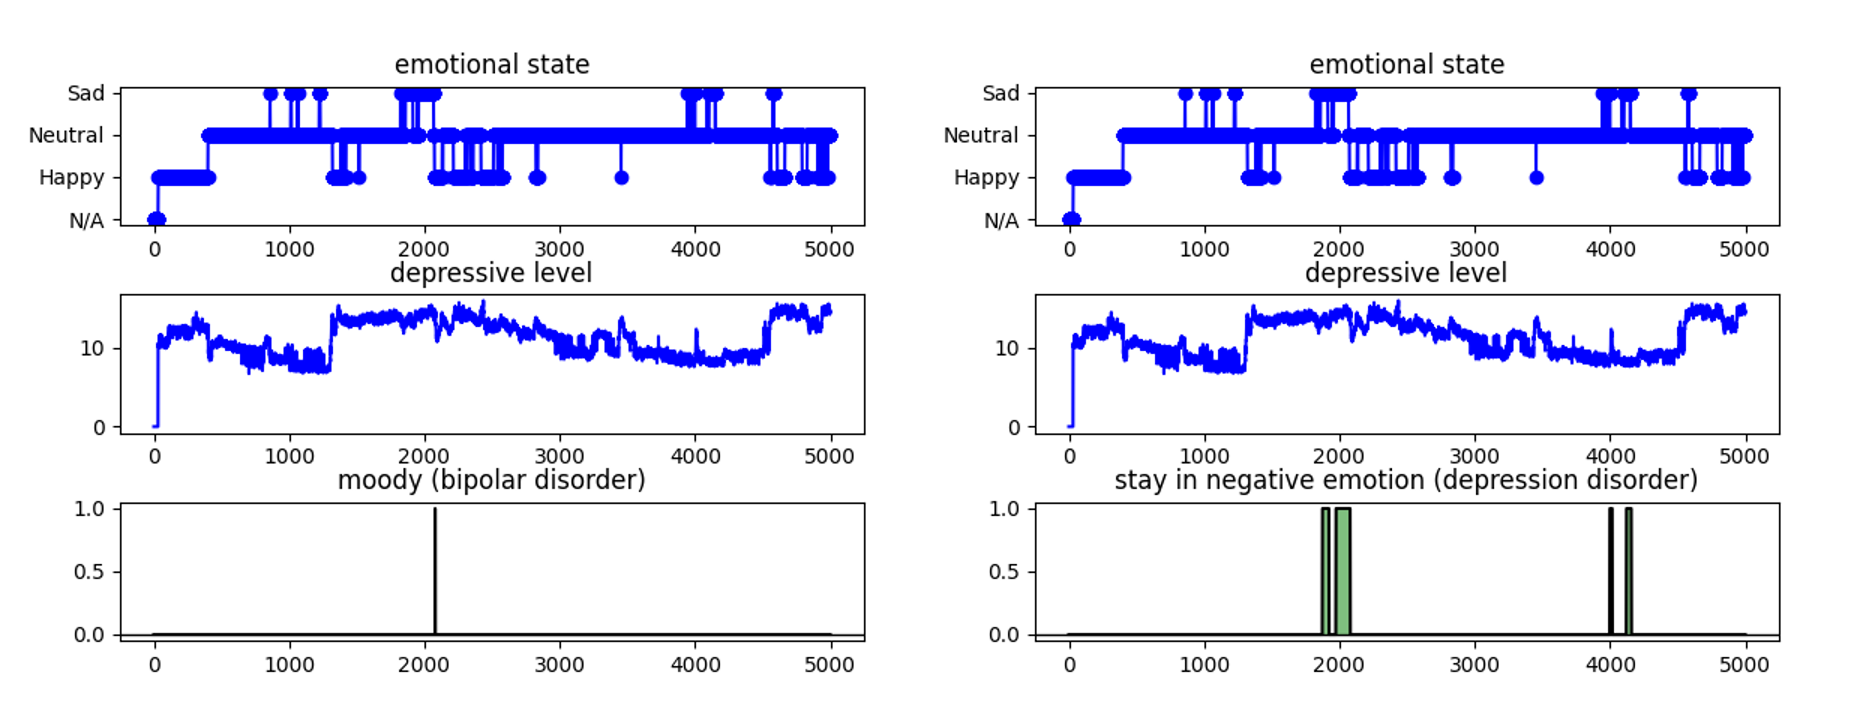 emotional state
Sad
Neutral
Happy
N/A
0 1000 2000 3000 4000 5000
depressive level
10
0
0 1000 2000 3000 4000 5000
moody (bipolar disorder)
1.0
0.5
0.0
0 1000 2000 3000 4000 5000
emotional state
Sad
Neutral
Happy
N/A
0 1000 2000 3000 4000 5000
depressive level
10
0
0 1000 2000 3000 4000 5000
stay in negative emotion (depression disorder)
1.0
0.5
0.0
0 1000 2000 3000 4000 5000